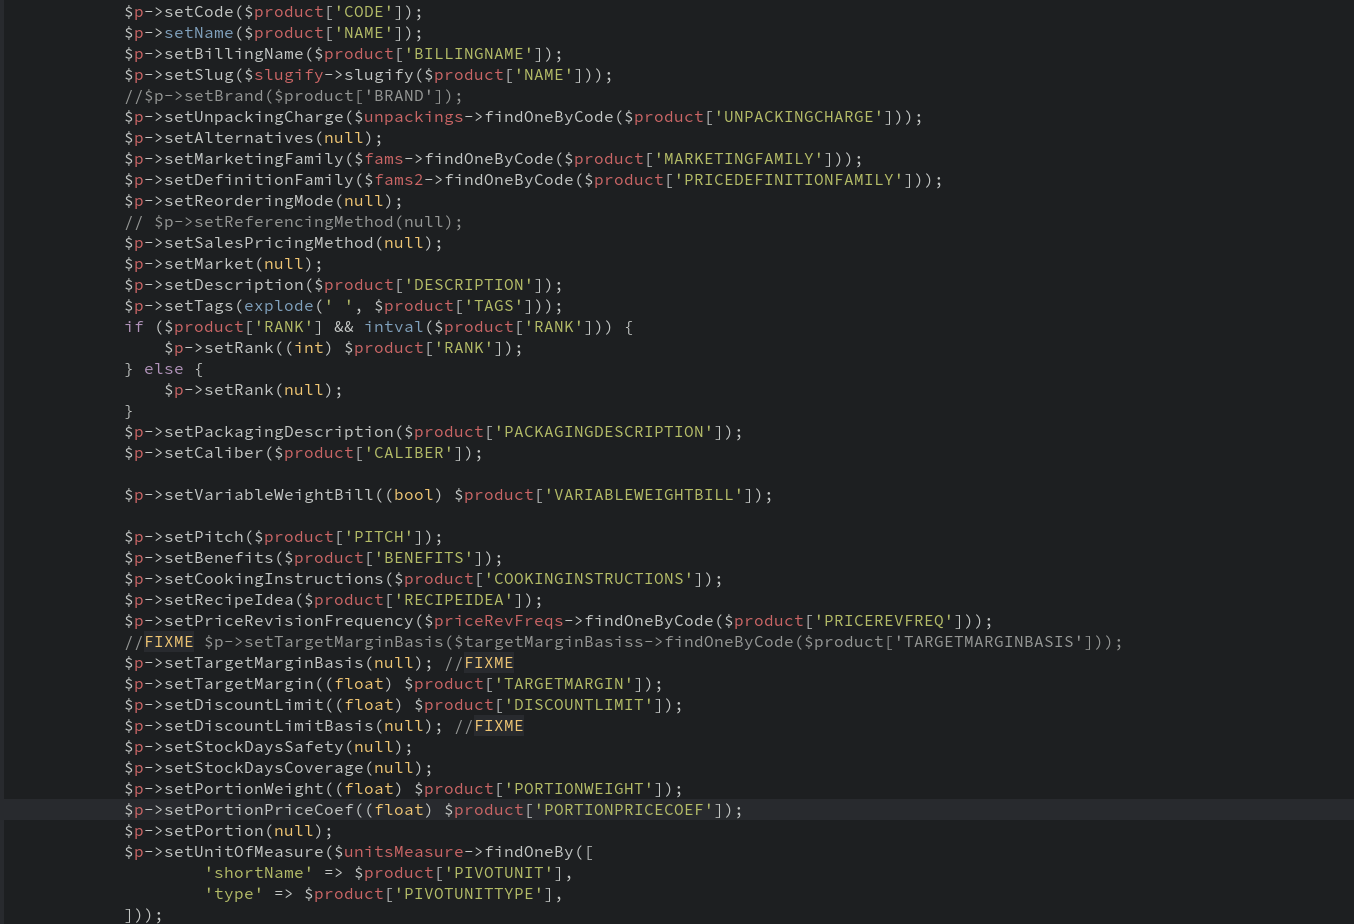 $p->setCode($product['CODE']);
$p->setName($product['NAME']);
$p->setBillingName($product['BILLINGNAME']);
$p->setSlug($slugify->slugify($product['NAME']));
//$p->setBrand($product['BRAND']);
$p->setUnpackingCharge($unpackings->findOneByCode($product['UNPACKINGCHARGE']));
$p->setAlternatives(null);
$p->setMarketingFamily($fams->findOneByCode($product['MARKETINGFAMILY']));
$p->setDefinitionFamily($fams2->findOneByCode($product['PRICEDEFINITIONFAMILY']));
$p->setReorderingMode(null);
// $p->setReferencingMethod(null);
$p->setSalesPricingMethod(null);
$p->setMarket(null);
$p->setDescription($product['DESCRIPTION']);
$p->setTags(explode(' ', $product['TAGS']));
if ($product['RANK'] && intval($product['RANK'])) {
    $p->setRank((int) $product['RANK']);
} else {
    $p->setRank(null);
}
$p->setPackagingDescription($product['PACKAGINGDESCRIPTION']);
$p->setCaliber($product['CALIBER']);

$p->setVariableWeightBill((bool) $product['VARIABLEWEIGHTBILL']);

$p->setPitch($product['PITCH']);
$p->setBenefits($product['BENEFITS']);
$p->setCookingInstructions($product['COOKINGINSTRUCTIONS']);
$p->setRecipeIdea($product['RECIPEIDEA']);
$p->setPriceRevisionFrequency($priceRevFreqs->findOneByCode($product['PRICEREVFREQ']));
//FIXME $p->setTargetMarginBasis($targetMarginBasiss->findOneByCode($product['TARGETMARGINBASIS']));
$p->setTargetMarginBasis(null); //FIXME
$p->setTargetMargin((float) $product['TARGETMARGIN']);
$p->setDiscountLimit((float) $product['DISCOUNTLIMIT']);
$p->setDiscountLimitBasis(null); //FIXME
$p->setStockDaysSafety(null);
$p->setStockDaysCoverage(null);
$p->setPortionWeight((float) $product['PORTIONWEIGHT']);
$p->setPortionPriceCoef((float) $product['PORTIONPRICECOEF']);
$p->setPortion(null);
$p->setUnitOfMeasure($unitsMeasure->findOneBy([
        'shortName' => $product['PIVOTUNIT'],
        'type' => $product['PIVOTUNITTYPE'],
]));